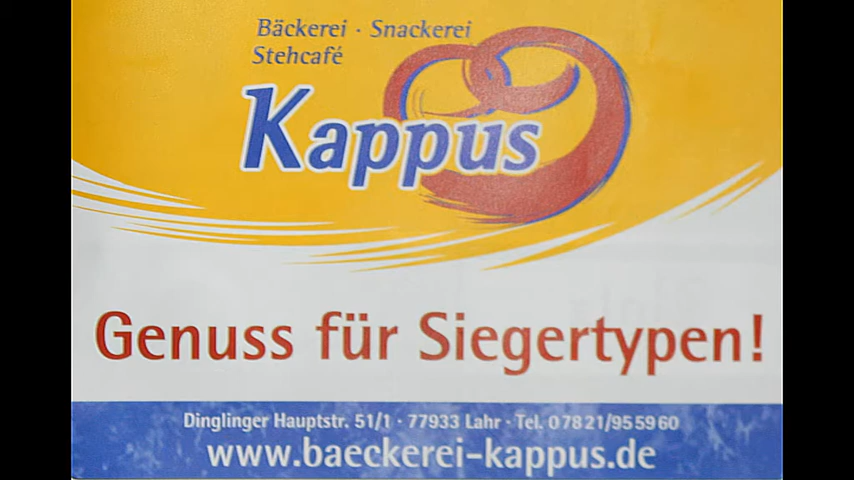 Bäckerei · Snackerei
Stehcafé
Kappus
Genuss für Siegertypen!
Dinglinger Hauptstr. 51/1 · 77933 Lahr · Tel. 07821/955960
www.baeckerei-kappus.de